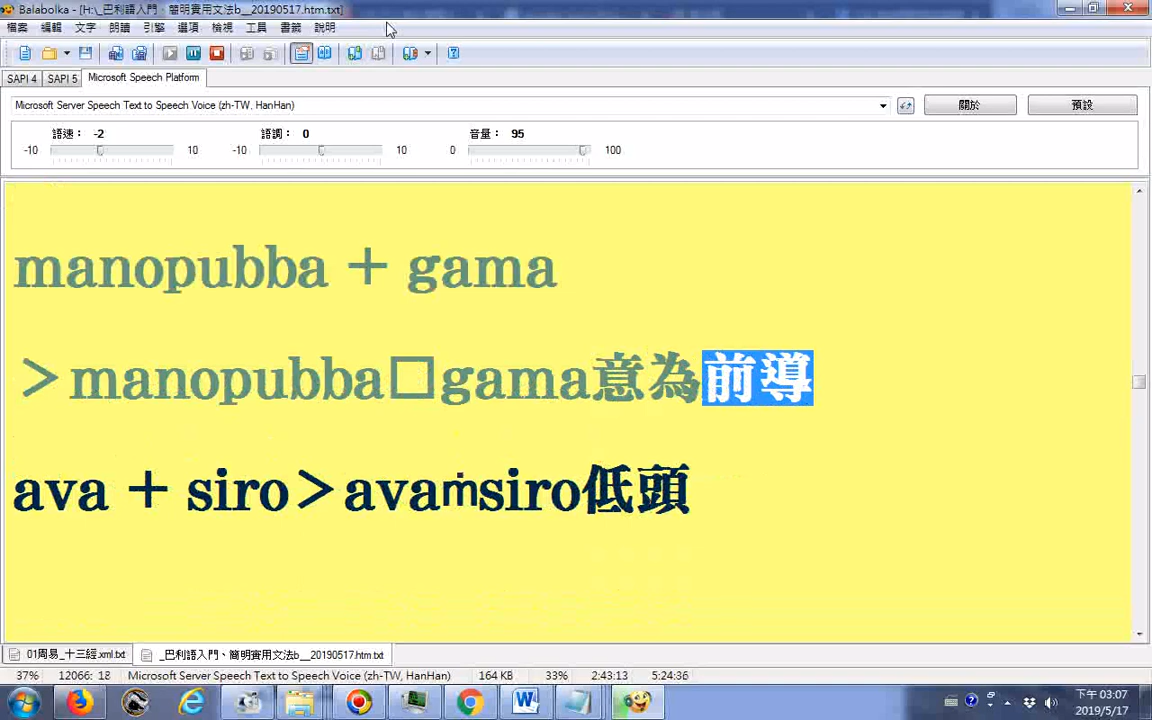 Balabolka - [H:\_巴利語入門、簡明實用文法b__20190517.htm.txt]
檔案 編輯 文字 朗讀 引擎 選項 檢視 工具 書籤 說明
SAPI 4 SAPI 5 Microsoft Speech Platform
Microsoft Server Speech Text to Speech Voice (zh-TW, HanHan) 關於 預設
語速： -2 語調： 0 音量： 95
-10 10 -10 10 0 100
manopubba + gama
>manopubba□gama意為前導
ava + siro>avaṁsiro低頭
01周易_十三經.xml.txt _巴利語入門、簡明實用文法b__20190517.htm.txt
37% 12066: 18 Microsoft Server Speech Text to Speech Voice (zh-TW, HanHan) 164 KB 33% 2:43:13 5:24:36
下午 03:07
2019/5/17